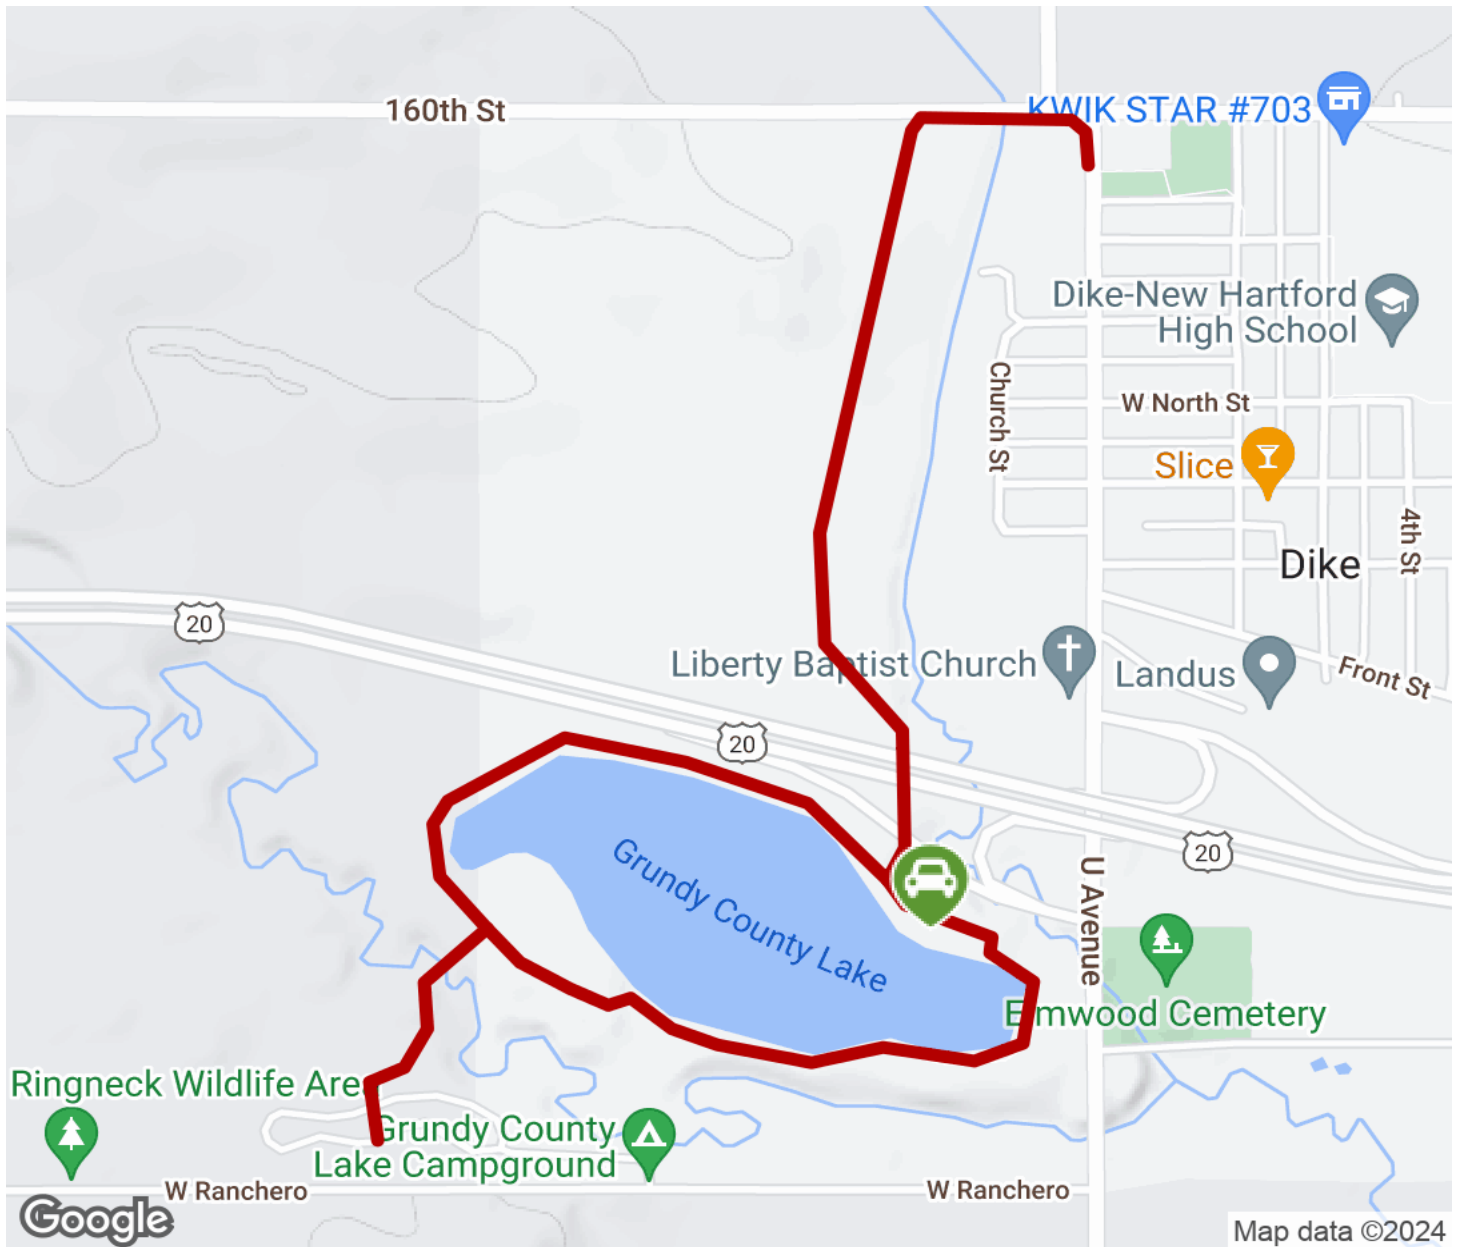 160th St
KWIK STAR #703
Dike-New Hartford
High School
Church St
W North St
Slice
4th St
Dike
20
Liberty Baptist Church
Landus
Front St
20
20
Grundy County Lake
U Avenue
Elmwood Cemetery
Ringneck Wildlife Area
Grundy County
Lake Campground
W Ranchero
W Ranchero
Google
Map data ©2024